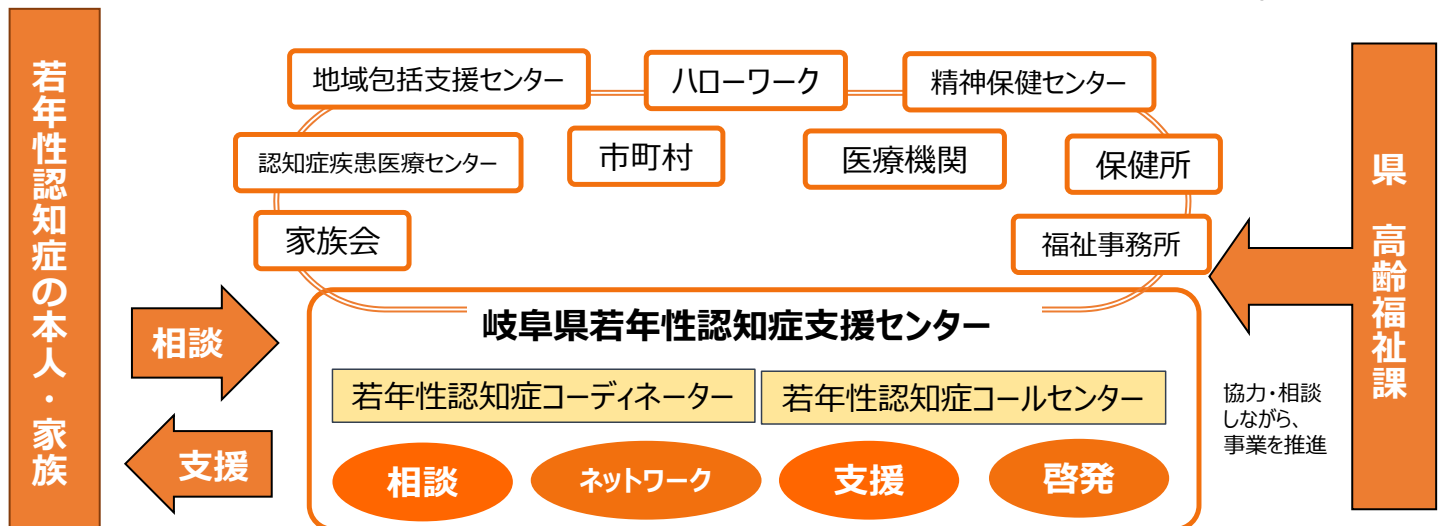 若年性認知症の本人・家族
地域包括支援センター
ハローワーク
精神保健センター
認知症疾患医療センター
市町村
医療機関
保健所
家族会
福祉事務所
県 高齢福祉課
相談
支援
岐阜県若年性認知症支援センター
若年性認知症コーディネーター
若年性認知症コールセンター
相談
ネットワーク
支援
啓発
協力・相談
しながら、
事業を推進